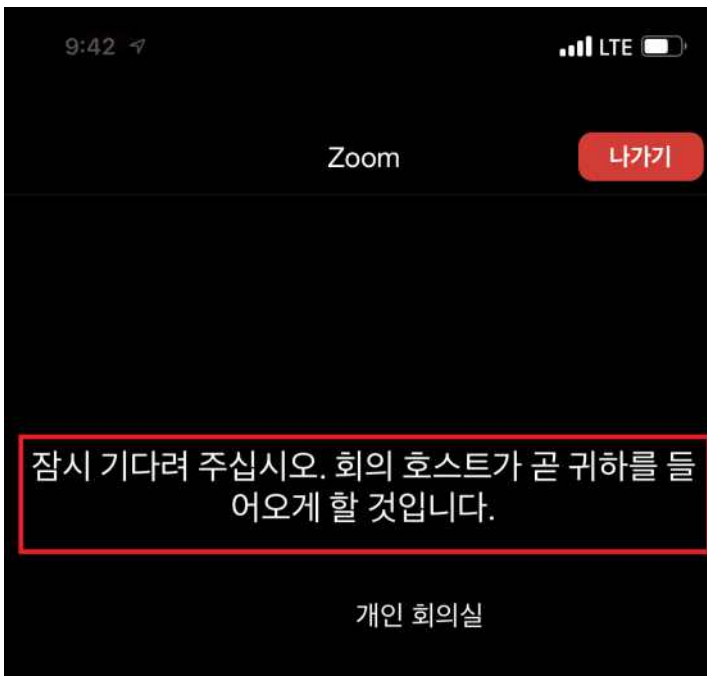 9:42 LTE
Zoom 나가기
잠시 기다려 주십시오. 회의 호스트가 곧 귀하를 들
어오게 할 것입니다.
개인 회의실